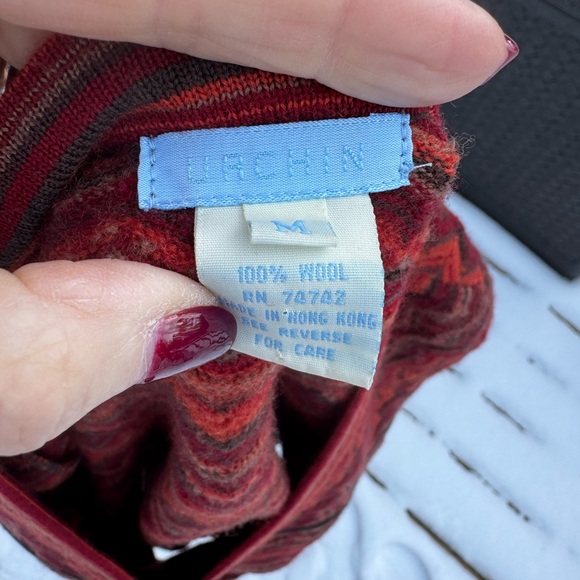 URCHIN
M
100% WOOL
RN 74742
MADE IN HONG KONG
SEE REVERSE
FOR CARE